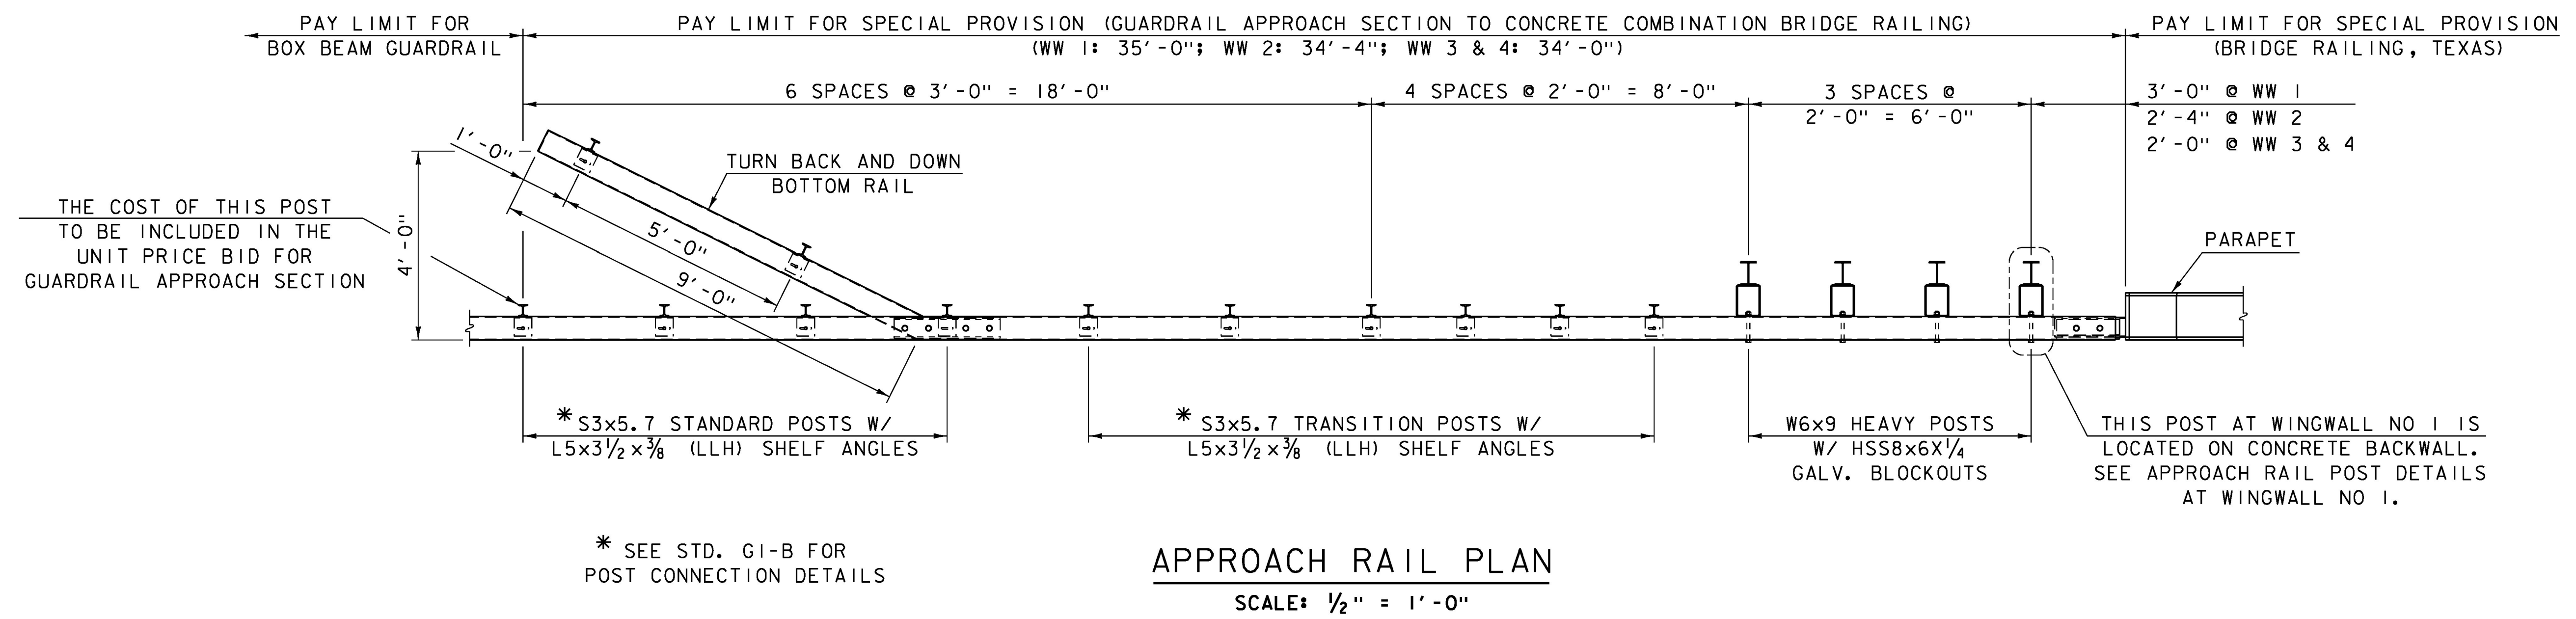 PAY LIMIT FOR
BOX BEAM GUARDRAIL
PAY LIMIT FOR SPECIAL PROVISION (GUARDRAIL APPROACH SECTION TO CONCRETE COMBINATION BRIDGE RAILING)
(WW 1: 35'-0"; WW 2: 34'-4"; WW 3 & 4: 34'-0")
PAY LIMIT FOR SPECIAL PROVISION
(BRIDGE RAILING, TEXAS)
6 SPACES @ 3'-0" = 18'-0"
4 SPACES @ 2'-0" = 8'-0"
3 SPACES @
2'-0" = 6'-0"
3'-0" @ WW 1
2'-4" @ WW 2
2'-0" @ WW 3 & 4
1'-0"
TURN BACK AND DOWN
BOTTOM RAIL
THE COST OF THIS POST
TO BE INCLUDED IN THE
UNIT PRICE BID FOR
GUARDRAIL APPROACH SECTION
4'-0"
5'-0"
9'-0"
PARAPET
* S3x5.7 STANDARD POSTS W/
L5x3½x⅜ (LLH) SHELF ANGLES
* S3x5.7 TRANSITION POSTS W/
L5x3½x⅜ (LLH) SHELF ANGLES
W6x9 HEAVY POSTS
W/ HSS8x6X¼
GALV. BLOCKOUTS
THIS POST AT WINGWALL NO 1 IS
LOCATED ON CONCRETE BACKWALL.
SEE APPROACH RAIL POST DETAILS
AT WINGWALL NO 1.
* SEE STD. G1-B FOR
POST CONNECTION DETAILS
APPROACH RAIL PLAN
SCALE: ½" = 1'-0"